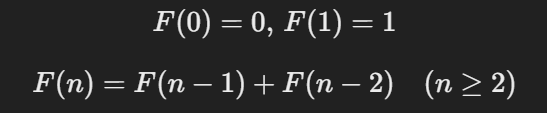 F(0) = 0, F(1) = 1
F(n) = F(n − 1) + F(n − 2) (n ≥ 2)